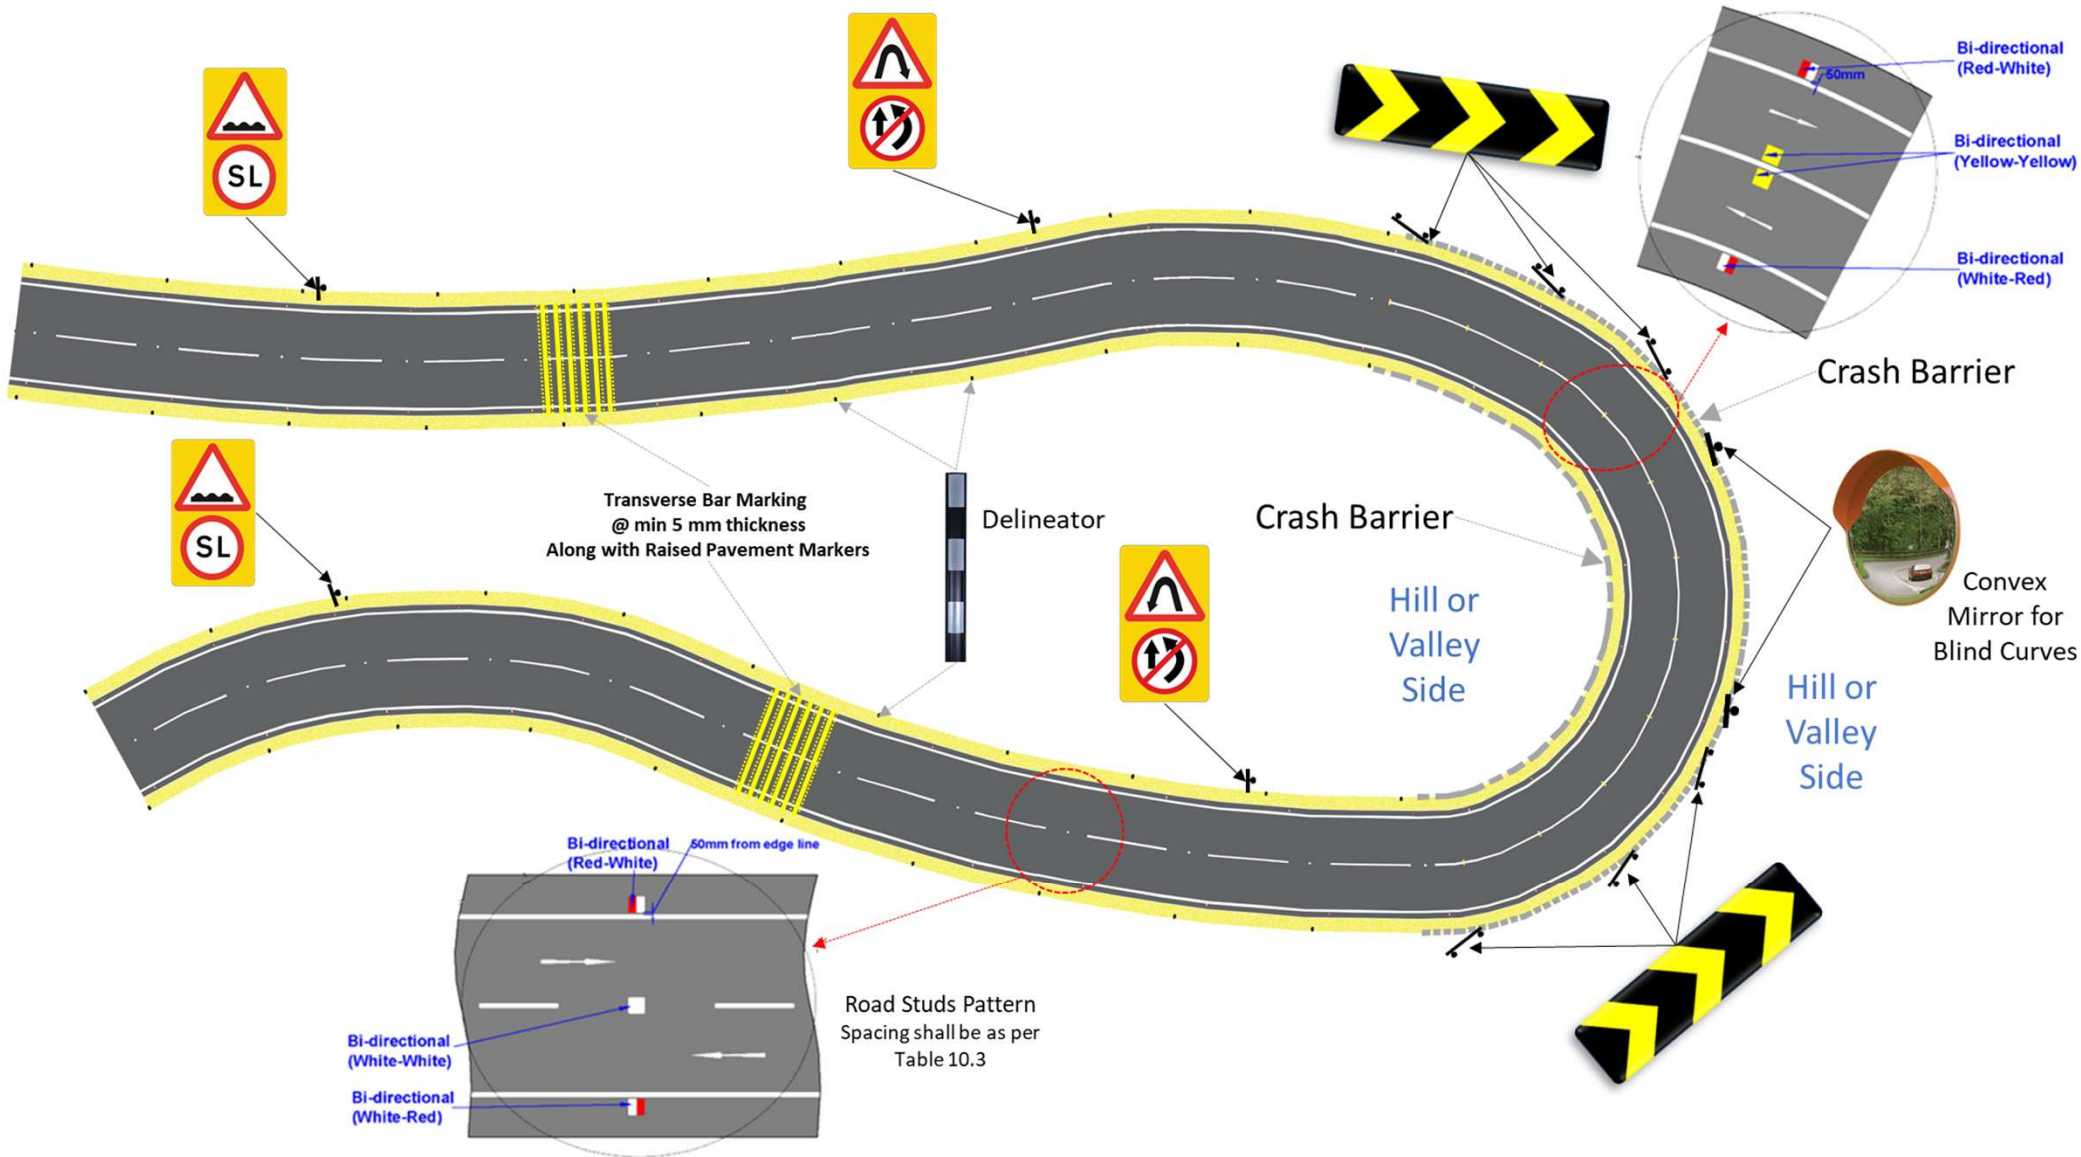 Bi-directional
(Red-White)
50mm
Bi-directional
(Yellow-Yellow)
Bi-directional
(White-Red)
SL
Crash Barrier
SL
Transverse Bar Marking
@ min 5 mm thickness
Along with Raised Pavement Markers
Delineator
Crash Barrier
Convex
Mirror for
Blind Curves
Hill or
Valley
Side
Hill or
Valley
Side
Bi-directional
(Red-White)
50mm from edge line
Bi-directional
(White-White)
Bi-directional
(White-Red)
Road Studs Pattern
Spacing shall be as per
Table 10.3